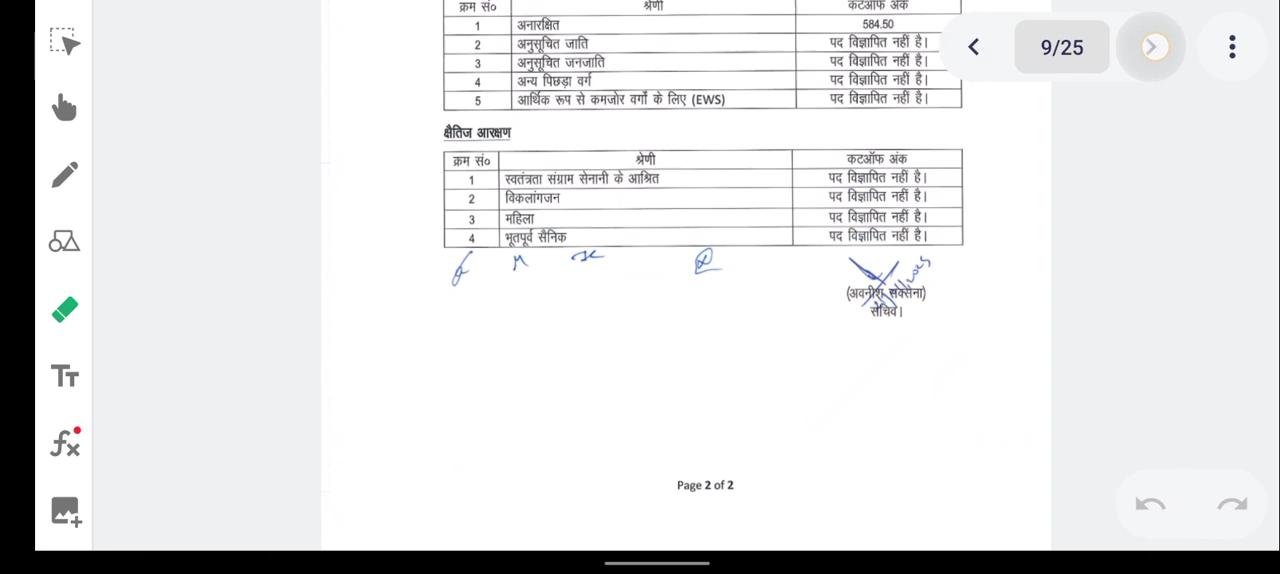 क्रम सं० श्रेणी कटऑफ अंक
1 अनारक्षित 584.50
2 अनुसूचित जाति पद विज्ञापित नहीं है।
3 अनुसूचित जनजाति पद विज्ञापित नहीं है।
4 अन्य पिछड़ा वर्ग पद विज्ञापित नहीं है।
5 आर्थिक रूप से कमजोर वर्गो के लिए (EWS) पद विज्ञापित नहीं है।
9/25
क्षैतिज आरक्षण
क्रम सं० श्रेणी कटऑफ अंक
1 स्वतंत्रता संग्राम सेनानी के आश्रित पद विज्ञापित नहीं है।
2 विकलांगजन पद विज्ञापित नहीं है।
3 महिला पद विज्ञापित नहीं है।
4 भूतपूर्व सैनिक पद विज्ञापित नहीं है।
(अवनीश सक्सेना)
सचिव।
Page 2 of 2
TT
fx